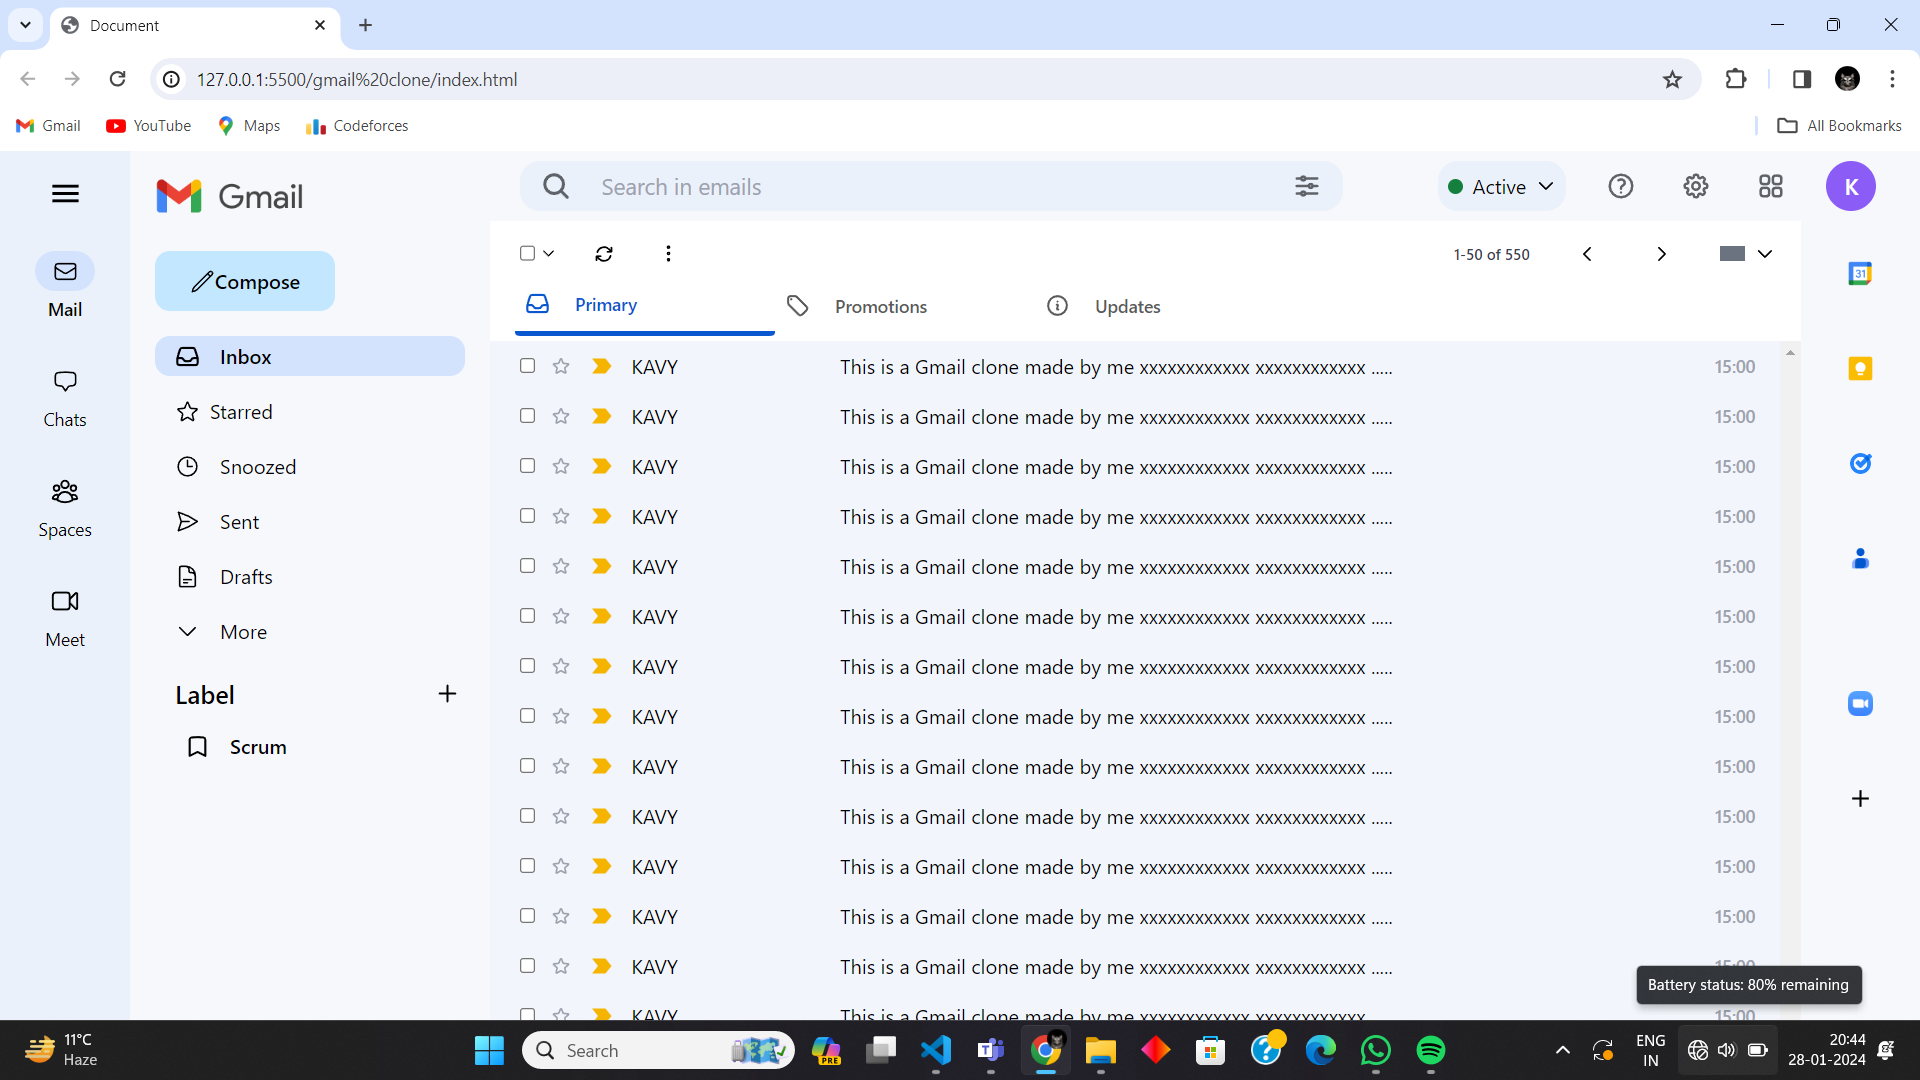 Document
127.0.0.1:5500/gmail%20clone/index.html
Gmail YouTube Maps Codeforces All Bookmarks
Gmail Search in emails Active K
Compose 1-50 of 550
Mail Primary Promotions Updates 31
Inbox KAVY This is a Gmail clone made by me xxxxxxxxxxxx xxxxxxxxxxxx ..... 15:00
Chats Starred KAVY This is a Gmail clone made by me xxxxxxxxxxxx xxxxxxxxxxxx ..... 15:00
Snoozed KAVY This is a Gmail clone made by me xxxxxxxxxxxx xxxxxxxxxxxx ..... 15:00
Spaces Sent KAVY This is a Gmail clone made by me xxxxxxxxxxxx xxxxxxxxxxxx ..... 15:00
Drafts KAVY This is a Gmail clone made by me xxxxxxxxxxxx xxxxxxxxxxxx ..... 15:00
Meet More KAVY This is a Gmail clone made by me xxxxxxxxxxxx xxxxxxxxxxxx ..... 15:00
Label KAVY This is a Gmail clone made by me xxxxxxxxxxxx xxxxxxxxxxxx ..... 15:00
KAVY This is a Gmail clone made by me xxxxxxxxxxxx xxxxxxxxxxxx ..... 15:00
Scrum KAVY This is a Gmail clone made by me xxxxxxxxxxxx xxxxxxxxxxxx ..... 15:00
KAVY This is a Gmail clone made by me xxxxxxxxxxxx xxxxxxxxxxxx ..... 15:00
KAVY This is a Gmail clone made by me xxxxxxxxxxxx xxxxxxxxxxxx ..... 15:00
KAVY This is a Gmail clone made by me xxxxxxxxxxxx xxxxxxxxxxxx ..... 15:00
KAVY This is a Gmail clone made by me xxxxxxxxxxxx xxxxxxxxxxxx ..... 15:00
Battery status: 80% remaining
KAVY This is a Gmail clone made by me xxxxxxxxxxxx xxxxxxxxxxxx ..... 15:00
11°C Search PRE ENG 20:44
Haze IN 28-01-2024